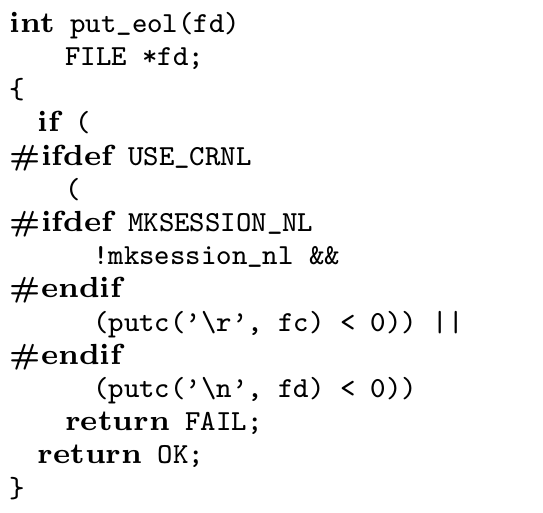 int put_eol(fd)
FILE *fd;
{
if (
#ifdef USE_CRNL
(
#ifdef MKSESSION_NL
!mksession_nl &&
#endif
(putc('\r', fc) < 0)) ||
#endif
(putc('\n', fd) < 0))
return FAIL;
return OK;
}